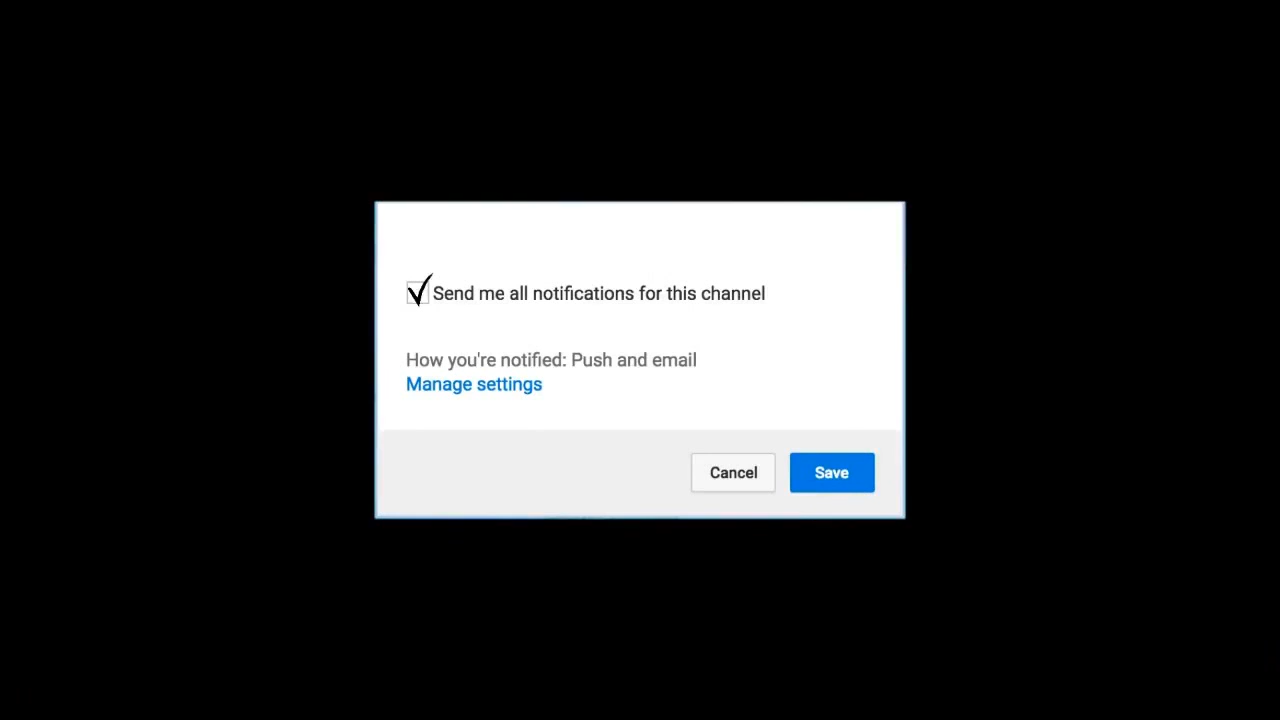 Send me all notifications for this channel
How you're notified: Push and email
Manage settings
Cancel
Save